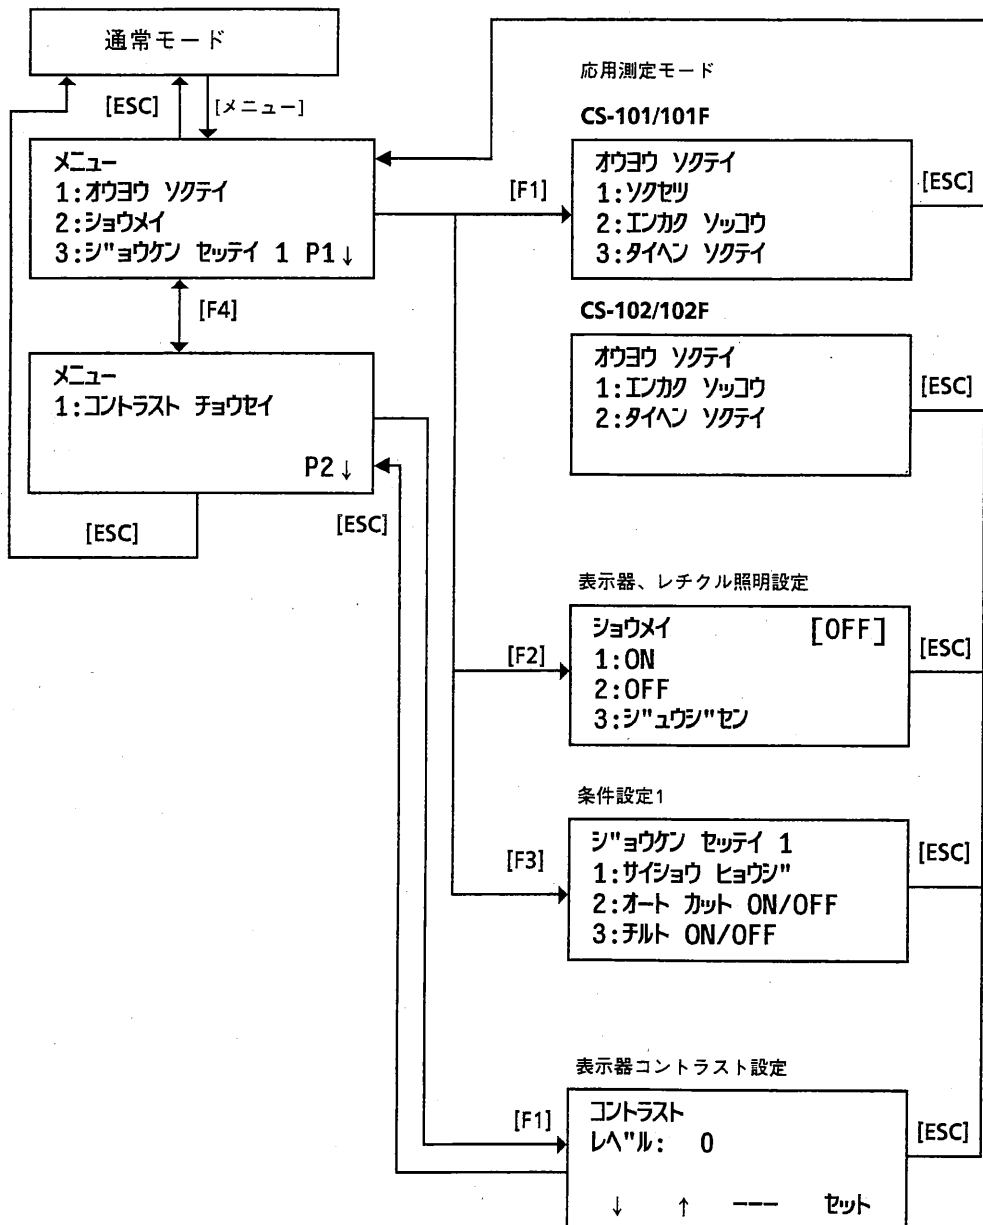 通常モード
[ESC]
[メニュー]
メニュー
1:オウヨウ ソクテイ
2:ショウメイ
3:シ"ョウケン セッテイ 1 P1↓
[F4]
メニュー
1:コントラスト チョウセイ
P2↓
[ESC]
[ESC]
応用測定モード
CS-101/101F
[F1]
オウヨウ ソクテイ
1:ソクセツ
2:エンカク ソッコウ
3:タイヘン ソクテイ
[ESC]
CS-102/102F
オウヨウ ソクテイ
1:エンカク ソッコウ
2:タイヘン ソクテイ
[ESC]
表示器、レチクル照明設定
[F2]
ショウメイ [OFF]
1:ON
2:OFF
3:シ"ュウシ"セン
[ESC]
条件設定1
[F3]
シ"ョウケン セッテイ 1
1:サイショウ ヒョウシ"
2:オート カット ON/OFF
3:チルト ON/OFF
[ESC]
表示器コントラスト設定
[F1]
コントラスト
レヘ"ル: 0
↓ ↑ --- セット
[ESC]